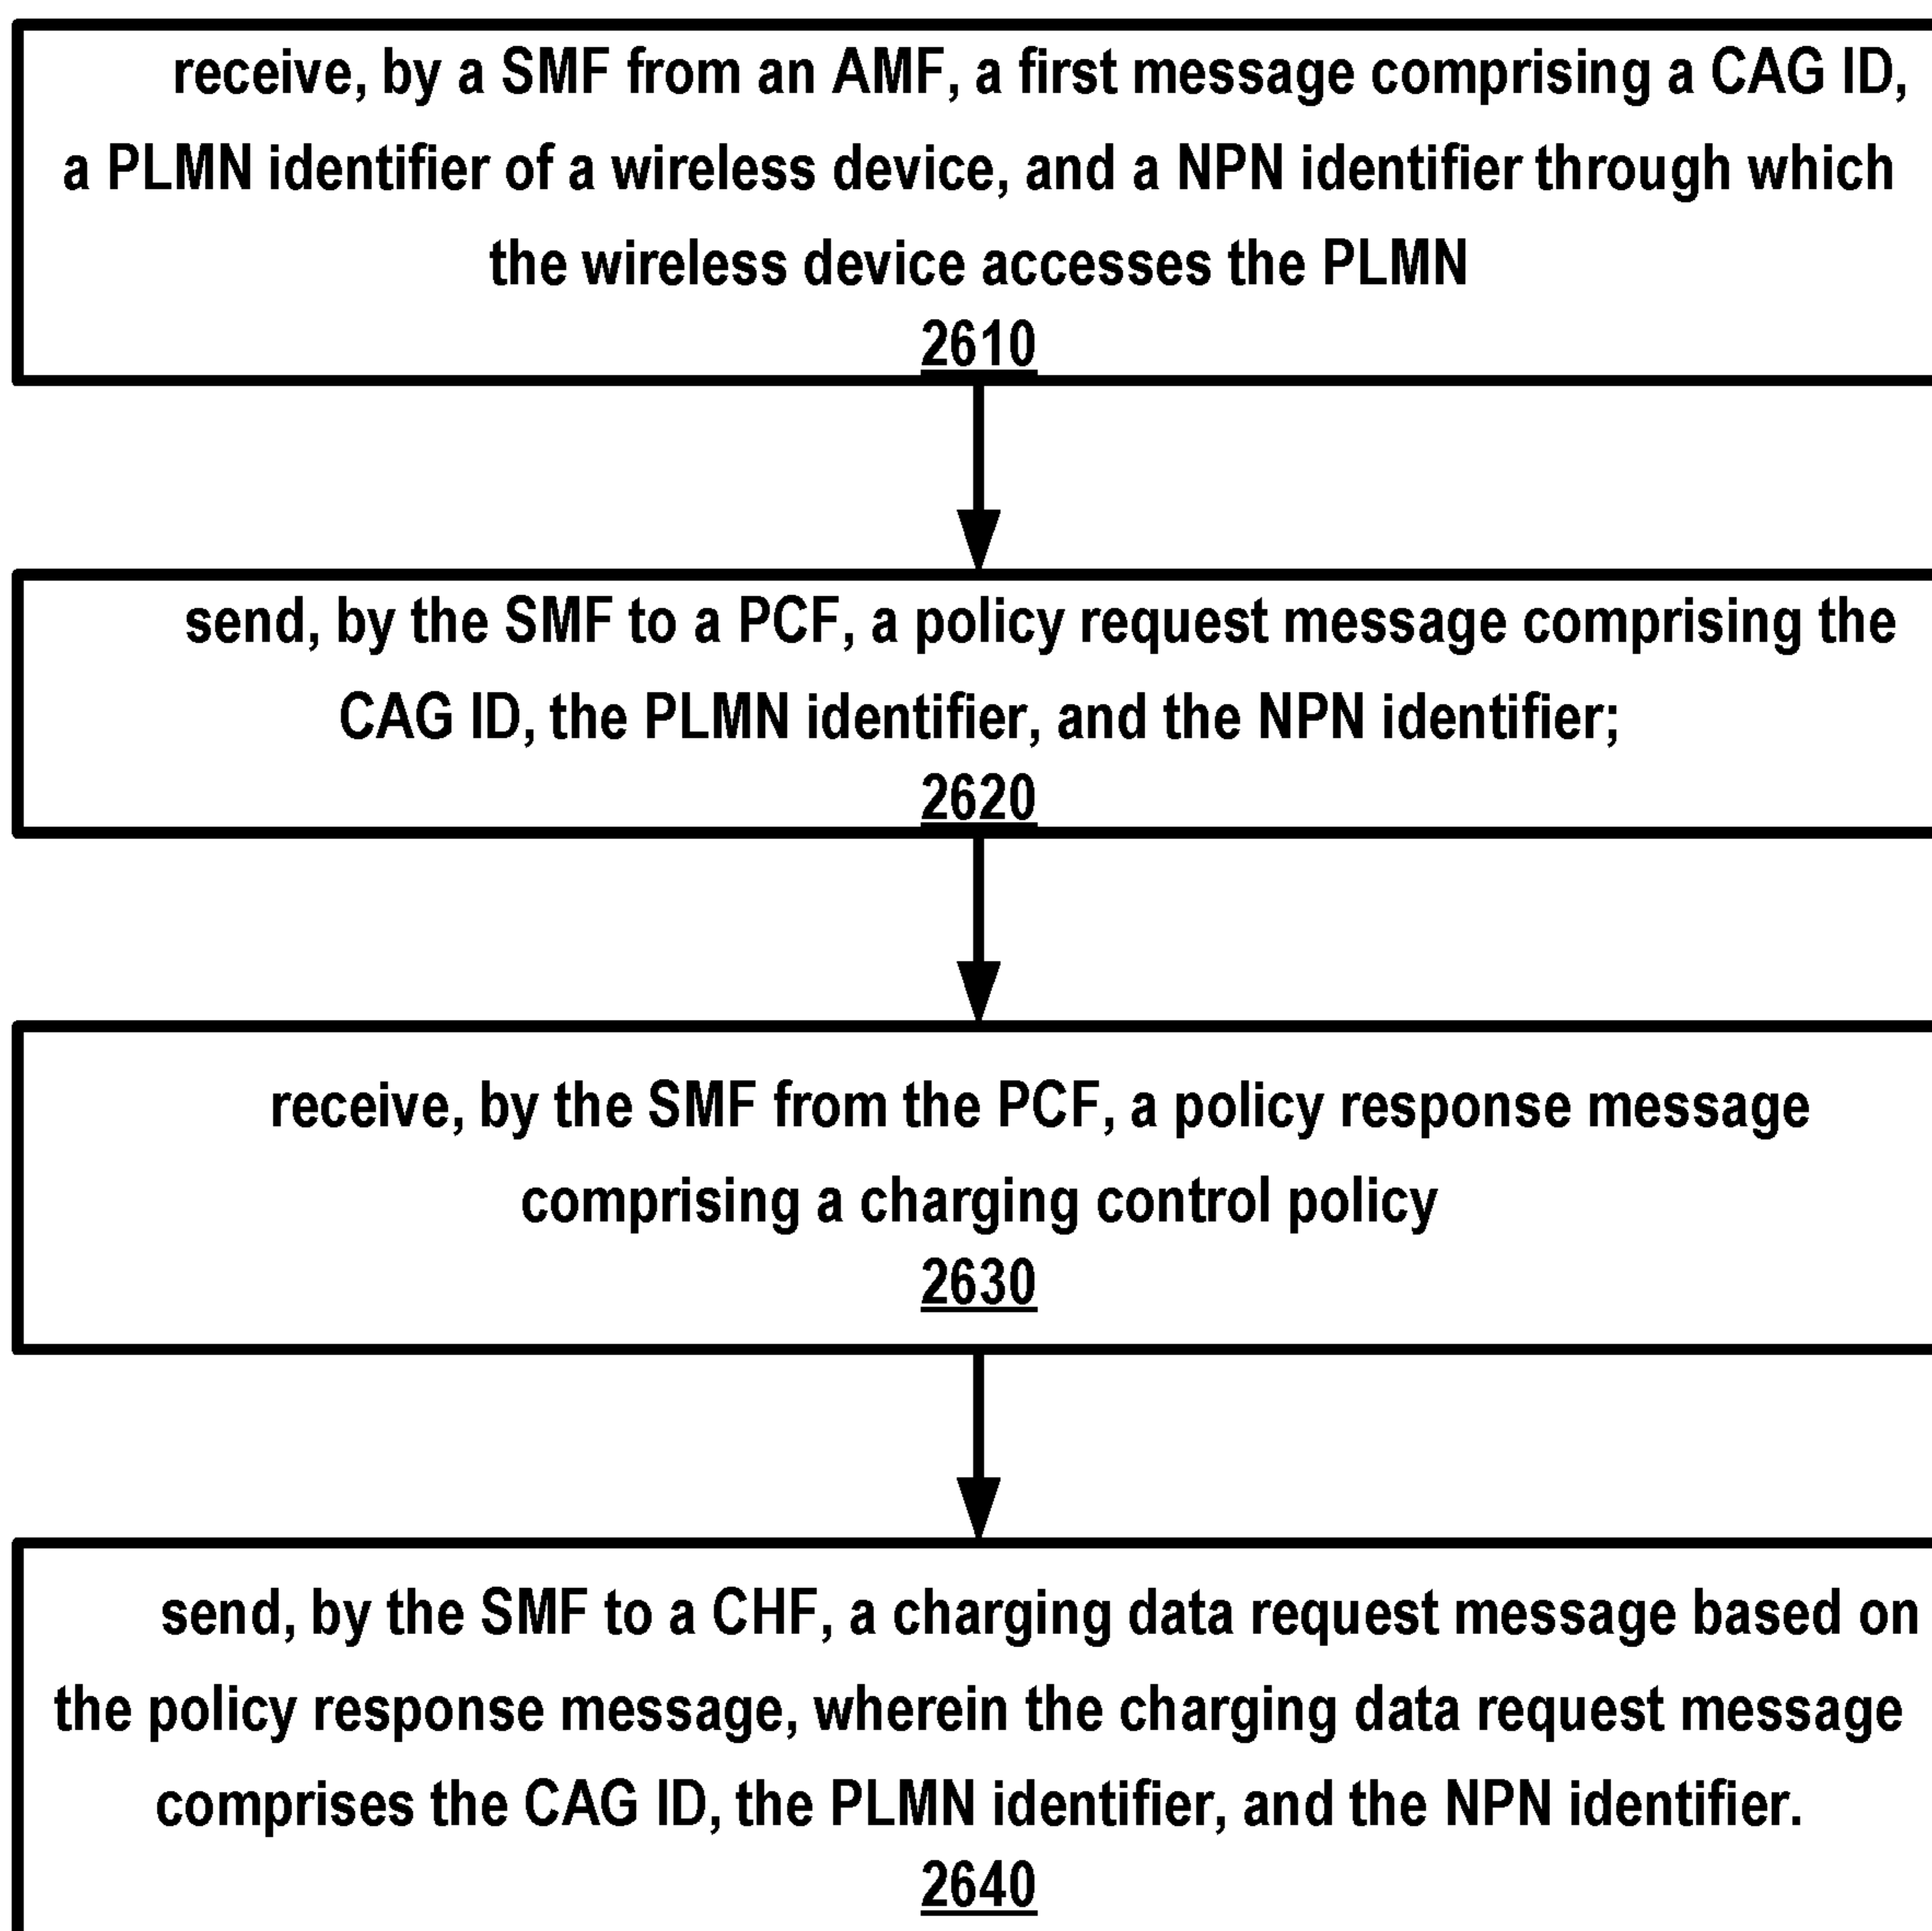 receive, by a SMF from an AMF, a first message comprising a CAG ID,
a PLMN identifier of a wireless device, and a NPN identifier through which
the wireless device accesses the PLMN
2610
send, by the SMF to a PCF, a policy request message comprising the
CAG ID, the PLMN identifier, and the NPN identifier;
2620
receive, by the SMF from the PCF, a policy response message
comprising a charging control policy
2630
send, by the SMF to a CHF, a charging data request message based on
the policy response message, wherein the charging data request message
comprises the CAG ID, the PLMN identifier, and the NPN identifier.
2640